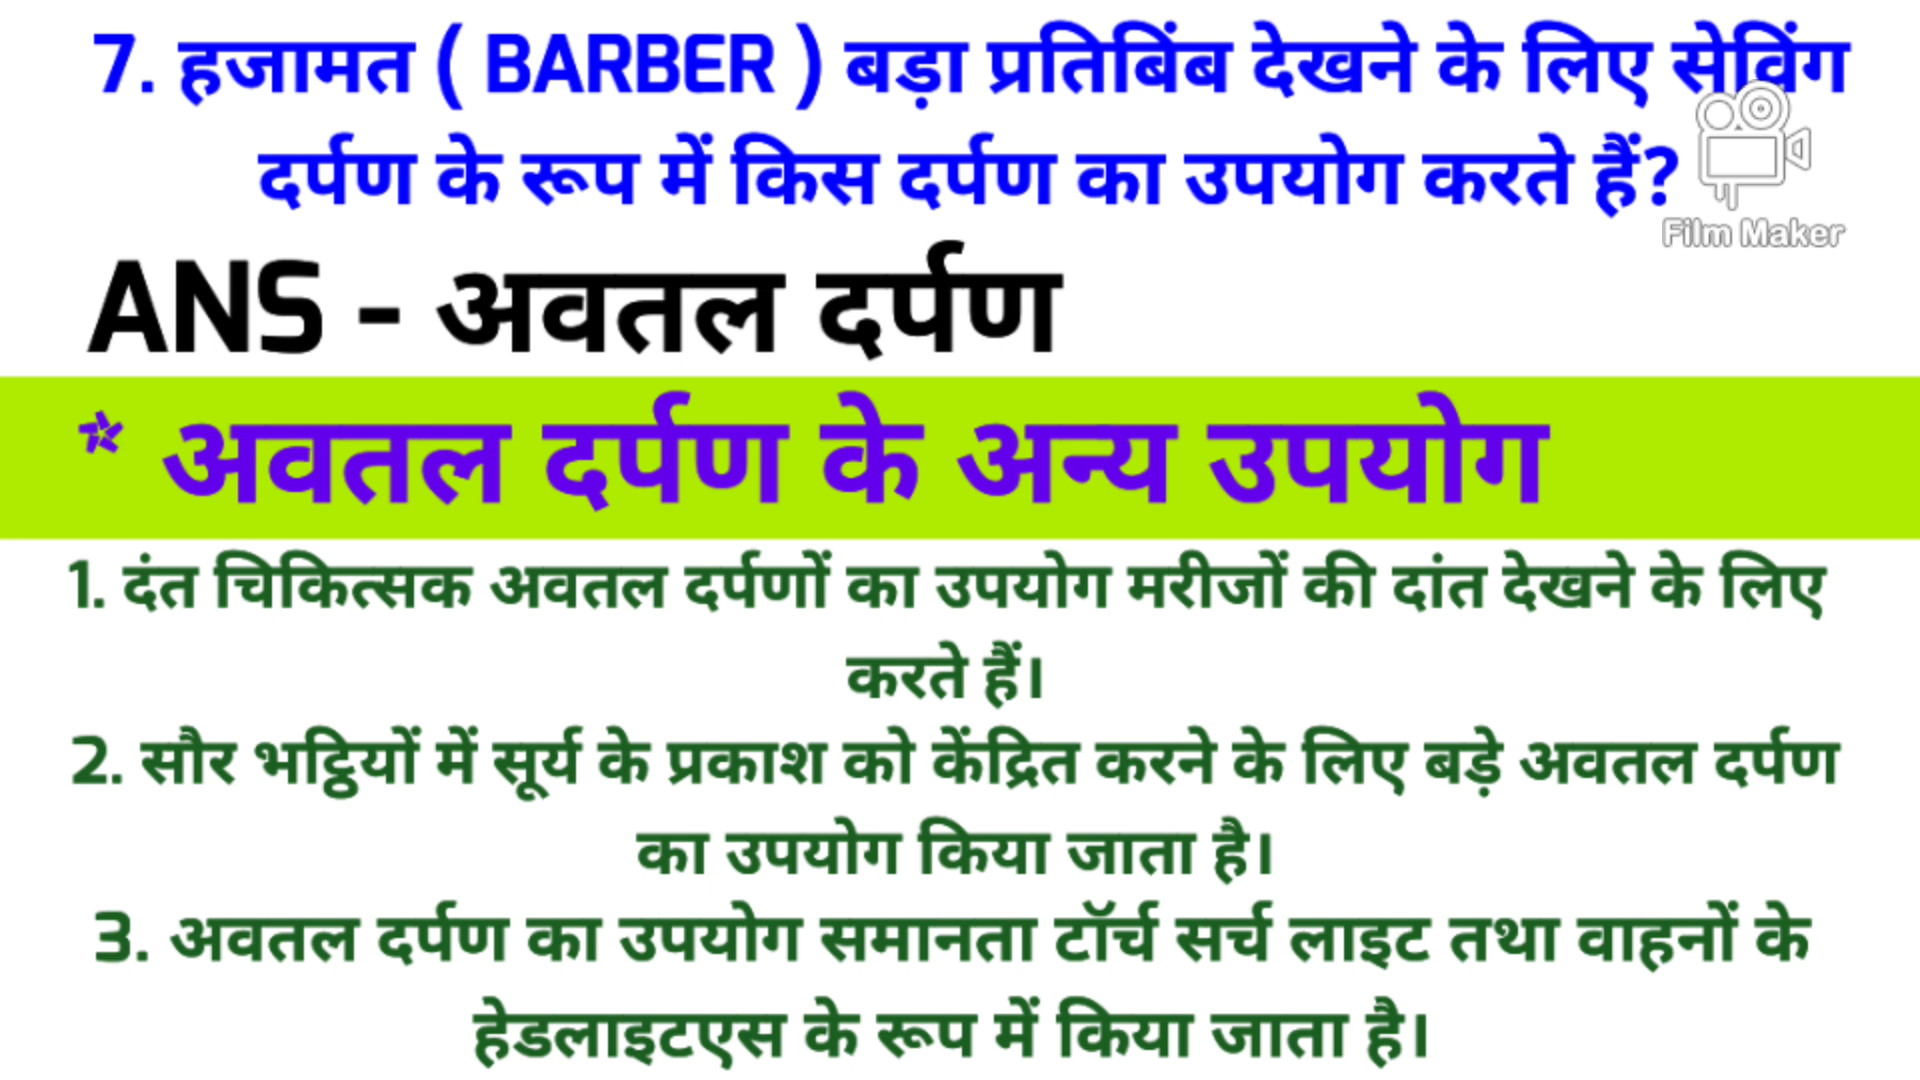 7. हजामत ( BARBER ) बड़ा प्रतिबिंब देखने के लिए सेविंग
दर्पण के रूप में किस दर्पण का उपयोग करते हैं?
Film Maker
ANS - अवतल दर्पण
* अवतल दर्पण के अन्य उपयोग
1. दंत चिकित्सक अवतल दर्पणों का उपयोग मरीजों की दांत देखने के लिए
करते हैं।
2. सौर भट्ठियों में सूर्य के प्रकाश को केंद्रित करने के लिए बड़े अवतल दर्पण
का उपयोग किया जाता है।
3. अवतल दर्पण का उपयोग समानता टॉर्च सर्च लाइट तथा वाहनों के
हेडलाइटएस के रूप में किया जाता है।